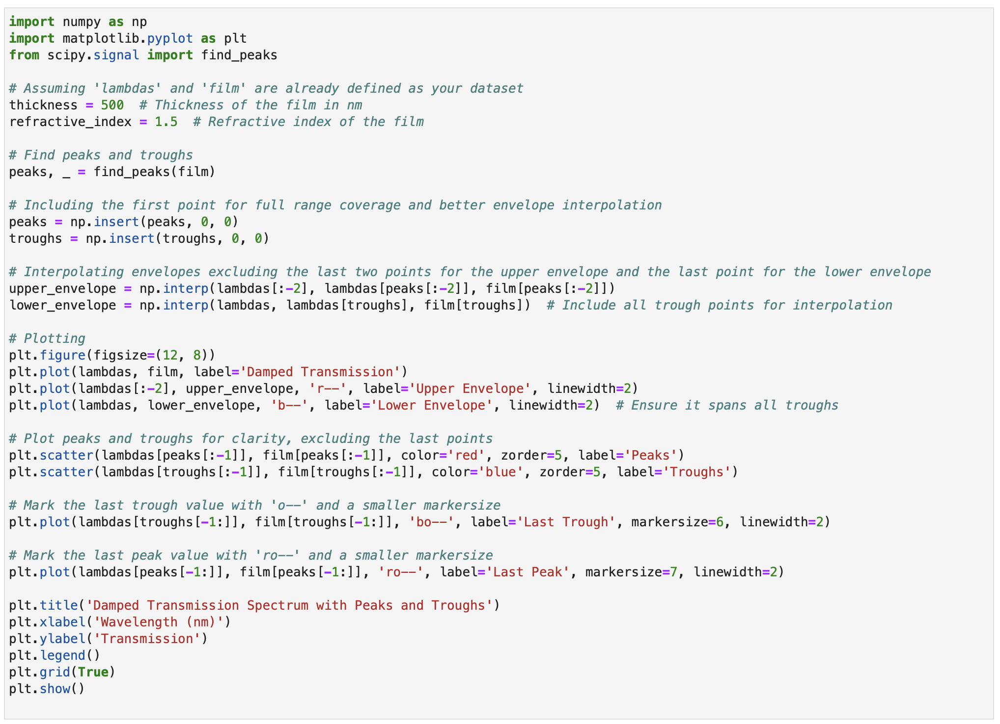 import numpy as np
import matplotlib.pyplot as plt
from scipy.signal import find_peaks

# Assuming 'lambdas' and 'film' are already defined as your dataset
thickness = 500  # Thickness of the film in nm
refractive_index = 1.5  # Refractive index of the film

# Find peaks and troughs
peaks, _ = find_peaks(film)

# Including the first point for full range coverage and better envelope interpolation
peaks = np.insert(peaks, 0, 0)
troughs = np.insert(troughs, 0, 0)

# Interpolating envelopes excluding the last two points for the upper envelope and the last point for the lower envelope
upper_envelope = np.interp(lambdas[:-2], lambdas[peaks[:-2]], film[peaks[:-2]])
lower_envelope = np.interp(lambdas, lambdas[troughs], film[troughs])  # Include all trough points for interpolation

# Plotting
plt.figure(figsize=(12, 8))
plt.plot(lambdas, film, label='Damped Transmission')
plt.plot(lambdas[:-2], upper_envelope, 'r--', label='Upper Envelope', linewidth=2)
plt.plot(lambdas, lower_envelope, 'b--', label='Lower Envelope', linewidth=2)  # Ensure it spans all troughs

# Plot peaks and troughs for clarity, excluding the last points
plt.scatter(lambdas[peaks[:-1]], film[peaks[:-1]], color='red', zorder=5, label='Peaks')
plt.scatter(lambdas[troughs[:-1]], film[troughs[:-1]], color='blue', zorder=5, label='Troughs')

# Mark the last trough value with 'o--' and a smaller markersize
plt.plot(lambdas[troughs[-1:]], film[troughs[-1:]], 'bo--', label='Last Trough', markersize=6, linewidth=2)

# Mark the last peak value with 'ro--' and a smaller markersize
plt.plot(lambdas[peaks[-1:]], film[peaks[-1:]], 'ro--', label='Last Peak', markersize=7, linewidth=2)

plt.title('Damped Transmission Spectrum with Peaks and Troughs')
plt.xlabel('Wavelength (nm)')
plt.ylabel('Transmission')
plt.legend()
plt.grid(True)
plt.show()